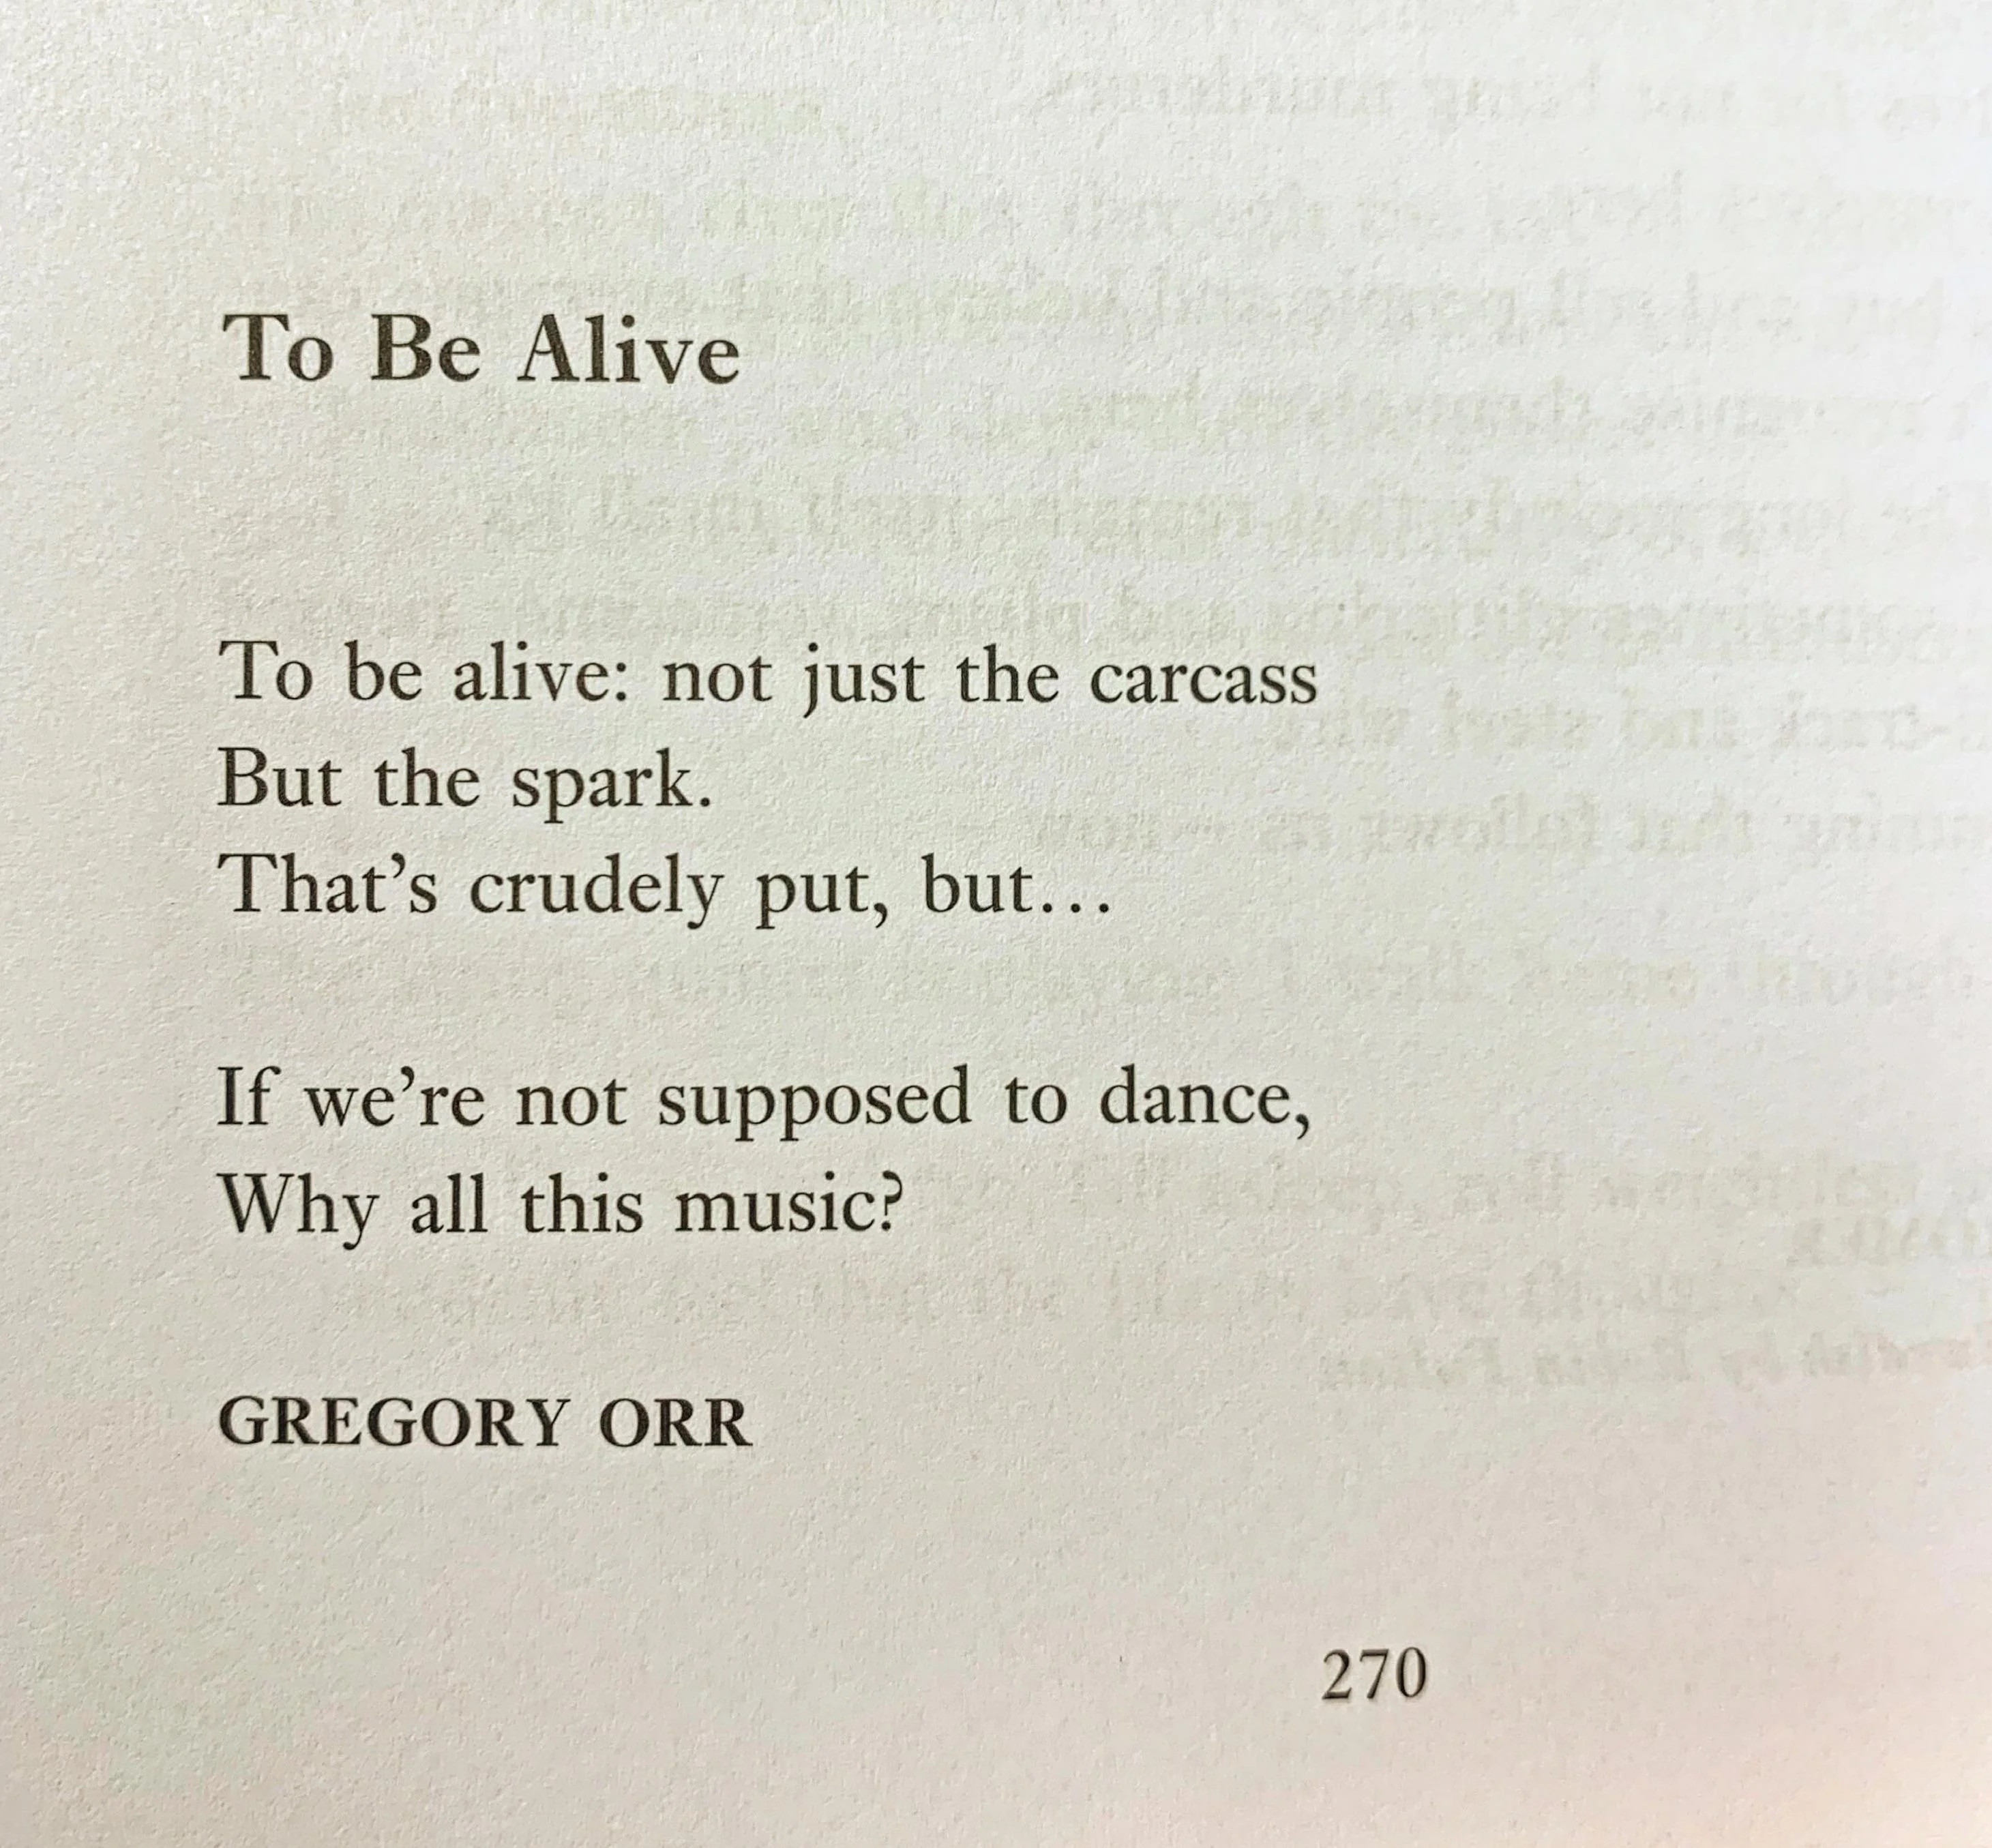 To Be Alive
To be alive: not just the carcass
But the spark.
That’s crudely put, but…
If we’re not supposed to dance,
Why all this music?
GREGORY ORR
270